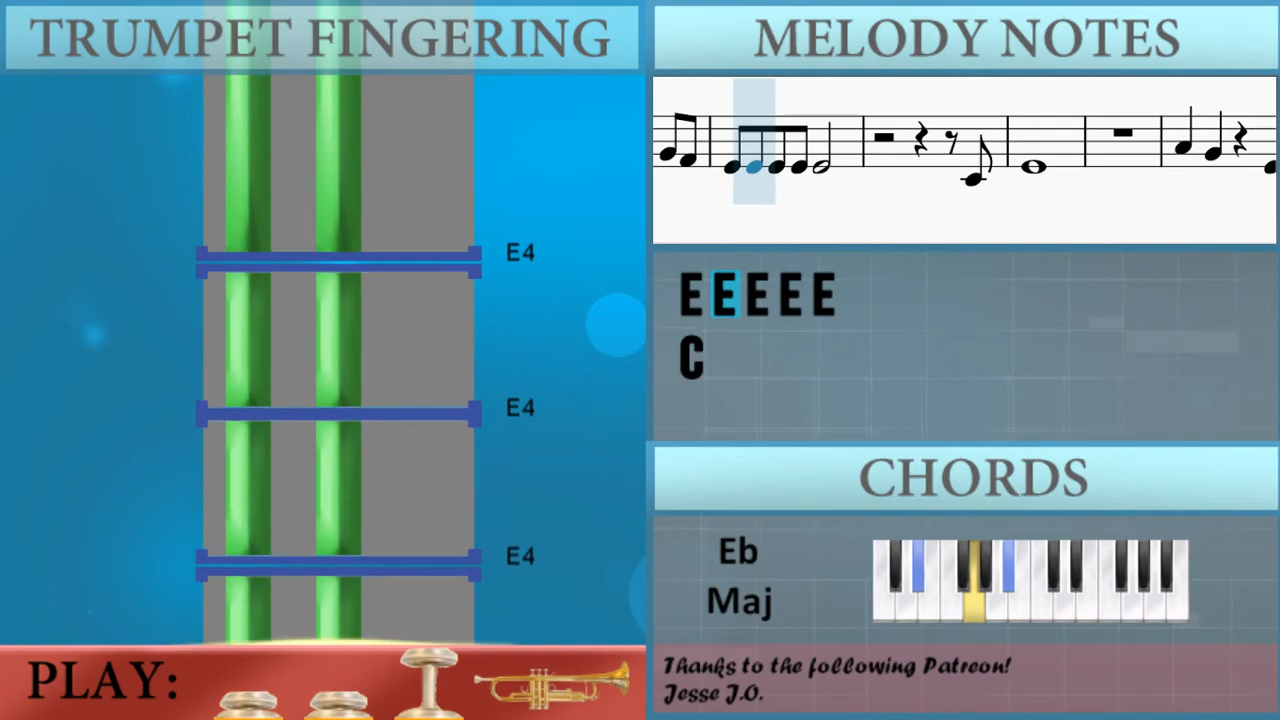 TRUMPET FINGERING
E4
E4
E4
PLAY:
MELODY NOTES
E E E E E
C
CHORDS
Eb
Maj
Thanks to the following Patreon!
Jesse J.O.